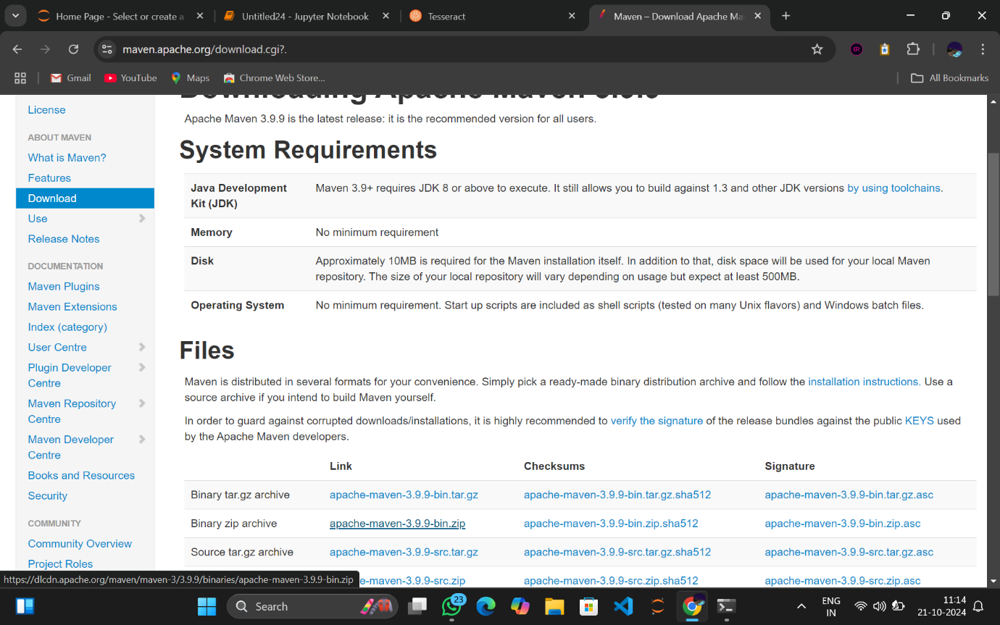 Home Page - Select or create a
Untitled24 - Jupyter Notebook
Tesseract
Maven – Download Apache Ma
maven.apache.org/download.cgi?.
Gmail
YouTube
Maps
Chrome Web Store...
All Bookmarks
License
ABOUT MAVEN
What is Maven?
Features
Download
Use
Release Notes
DOCUMENTATION
Maven Plugins
Maven Extensions
Index (category)
User Centre
Plugin Developer
Centre
Maven Repository
Centre
Maven Developer
Centre
Books and Resources
Security
COMMUNITY
Community Overview
Project Roles
https://dlcdn.apache.org/maven/maven-3/3.9.9/binaries/apache-maven-3.9.9-bin.zip
Downloading Apache Maven 3.9.9
Apache Maven 3.9.9 is the latest release: it is the recommended version for all users.
System Requirements
Java Development Maven 3.9+ requires JDK 8 or above to execute. It still allows you to build against 1.3 and other JDK versions by using toolchains.
Kit (JDK)
Memory No minimum requirement
Disk Approximately 10MB is required for the Maven installation itself. In addition to that, disk space will be used for your local Maven
repository. The size of your local repository will vary depending on usage but expect at least 500MB.
Operating System No minimum requirement. Start up scripts are included as shell scripts (tested on many Unix flavors) and Windows batch files.
Files
Maven is distributed in several formats for your convenience. Simply pick a ready-made binary distribution archive and follow the installation instructions. Use a
source archive if you intend to build Maven yourself.
In order to guard against corrupted downloads/installations, it is highly recommended to verify the signature of the release bundles against the public KEYS used
by the Apache Maven developers.
Link Checksums Signature
Binary tar.gz archive apache-maven-3.9.9-bin.tar.gz apache-maven-3.9.9-bin.tar.gz.sha512 apache-maven-3.9.9-bin.tar.gz.asc
Binary zip archive apache-maven-3.9.9-bin.zip apache-maven-3.9.9-bin.zip.sha512 apache-maven-3.9.9-bin.zip.asc
Source tar.gz archive apache-maven-3.9.9-src.tar.gz apache-maven-3.9.9-src.tar.gz.sha512 apache-maven-3.9.9-src.tar.gz.asc
e-maven-3.9.9-src.zip apache-maven-3.9.9-src.zip.sha512 apache-maven-3.9.9-src.zip.asc
Search
23
ENG
IN
11:14
21-10-2024